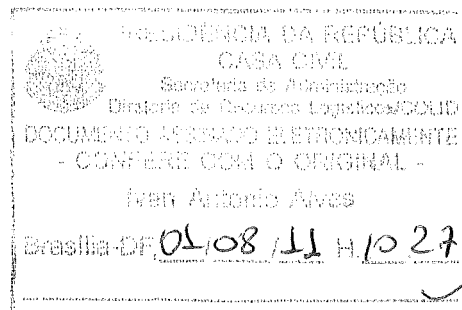 PRESIDÊNCIA DA REPÚBLICA
CASA CIVIL
Secretaria de Administração
Diretoria de Recursos Logísticos/COLID
DOCUMENTO ASSINADO ELETRONICAMENTE
- CONFERE COM O ORIGINAL -
Ivan Antonio Alves
Brasília-DF, 01/08/11 H. 10:27